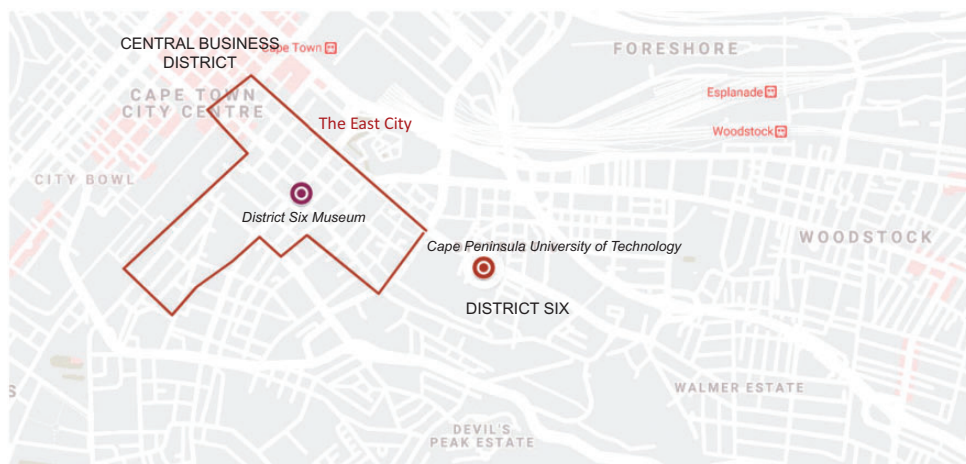 CENTRAL BUSINESS
DISTRICT
Cape Town
FORESHORE
CAPE TOWN
CITY CENTRE
Esplanade
The East City
Woodstock
CITY BOWL
District Six Museum
WOODSTOCK
Cape Peninsula University of Technology
DISTRICT SIX
WALMER ESTATE
S
DEVIL'S
PEAK ESTATE